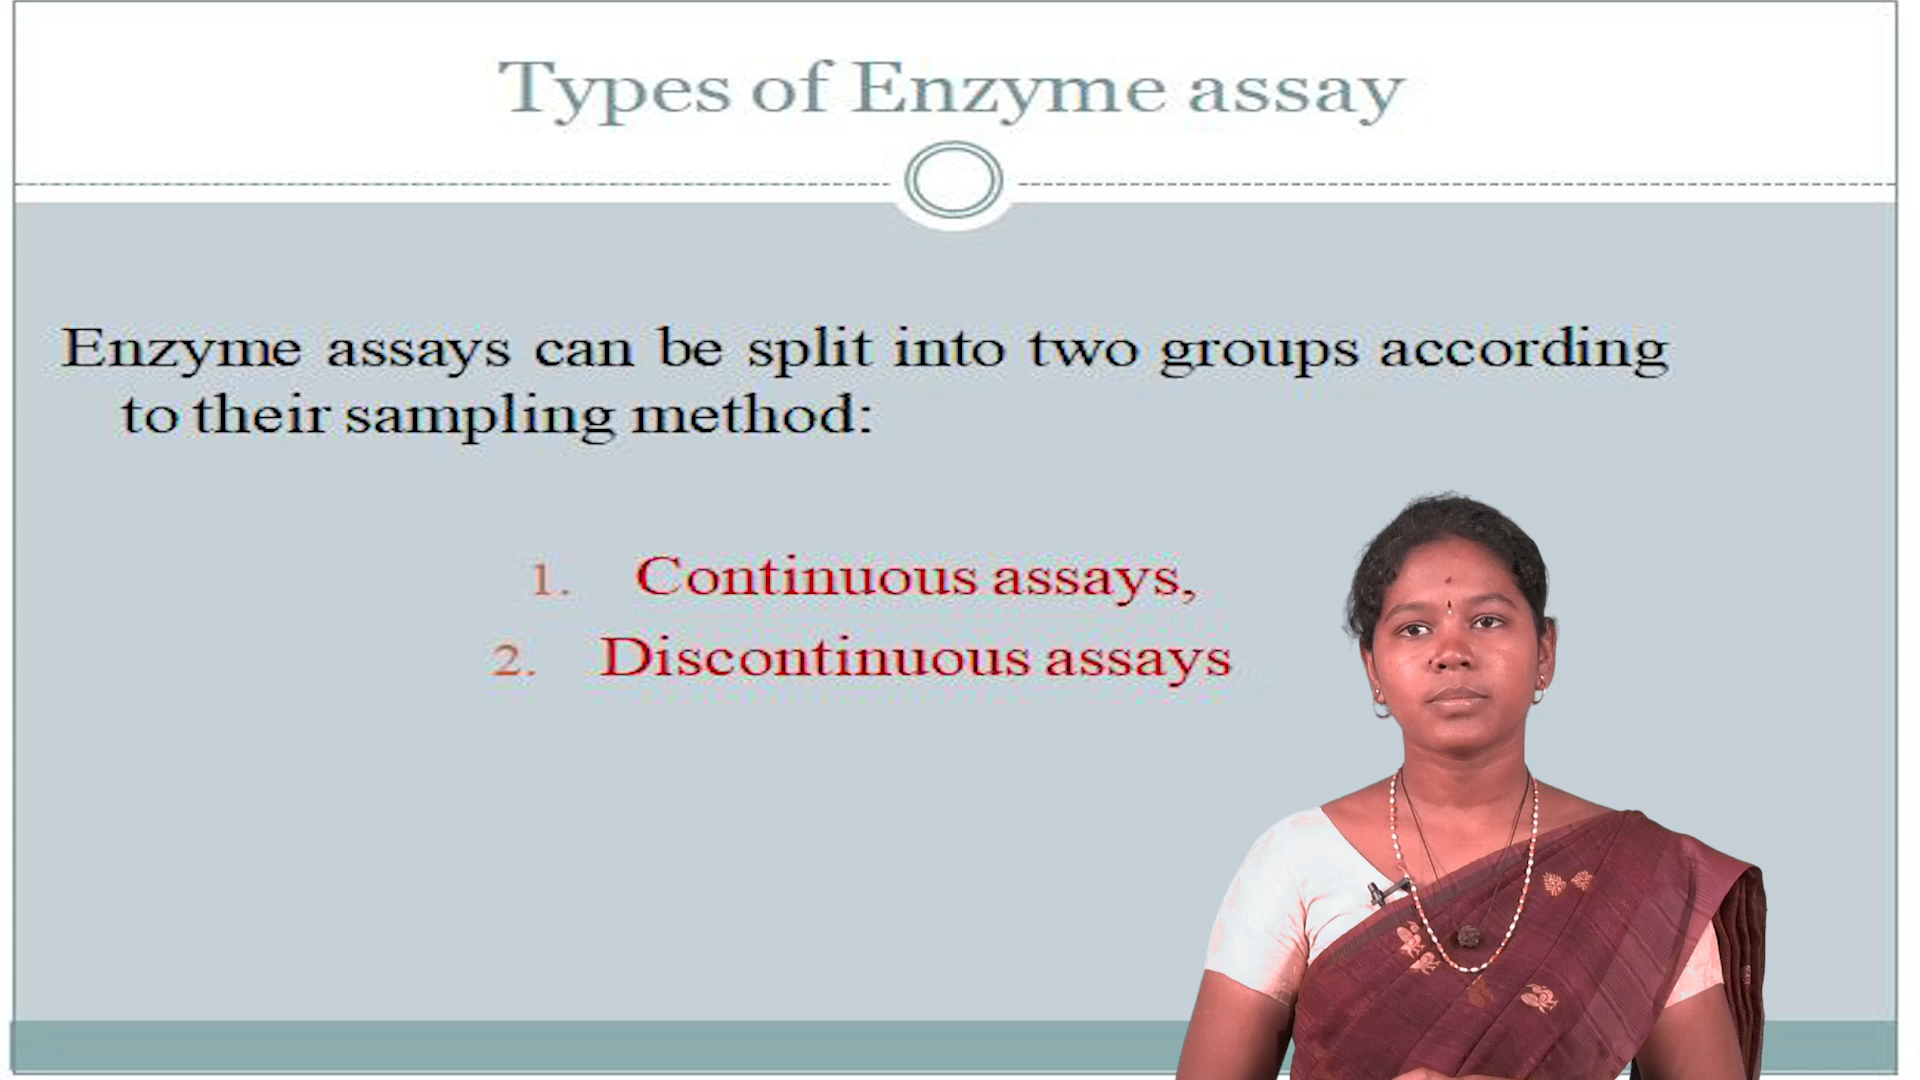 Types of Enzyme assay
Enzyme assays can be split into two groups according
to their sampling method:
1. Continuous assays,
2. Discontinuous assays